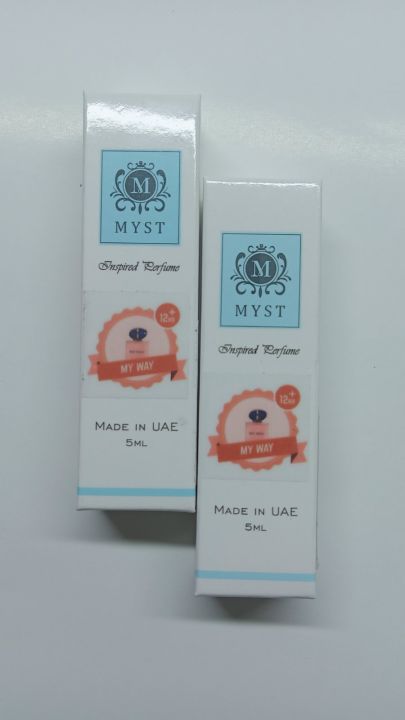 M
MYST
Inspired Perfume
12+
MY WAY
MADE IN UAE
5ML
M
MYST
Inspired Perfume
12+
MY WAY
MADE IN UAE
5ML